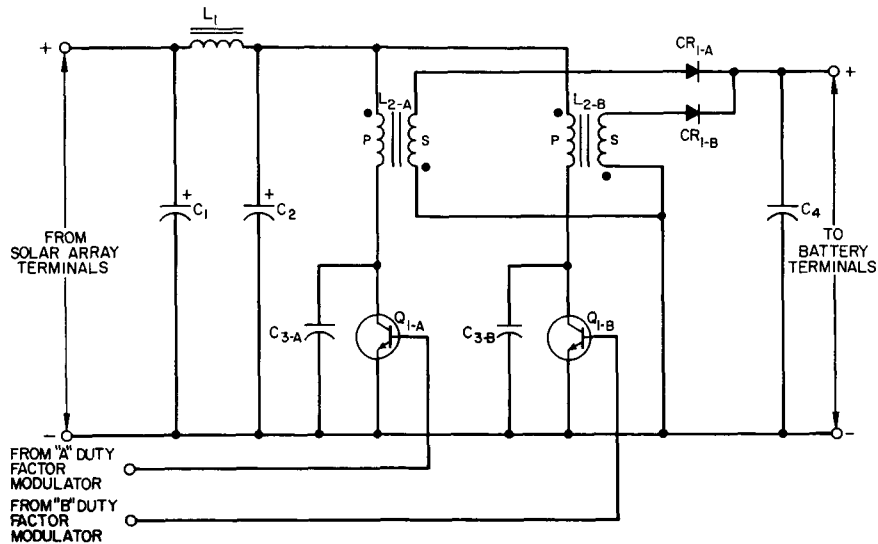 L1
+
CR1-A
+
L2-A
P
S
L2-B
P
S
CR1-B
+
C1
+
C2
C4
FROM
SOLAR ARRAY
TERMINALS
TO
BATTERY
TERMINALS
C3-A
Q1-A
C3-B
Q1-B
-
-
FROM "A" DUTY
FACTOR
MODULATOR
FROM "B" DUTY
FACTOR
MODULATOR